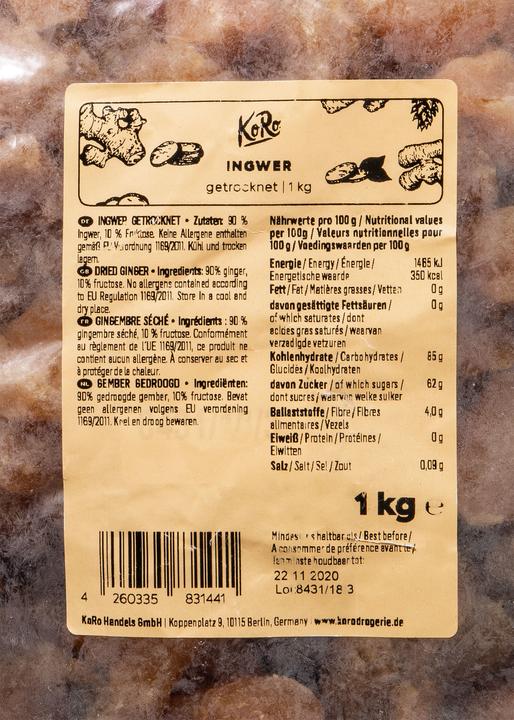 KoRo
INGWER
getrocknet | 1 kg
DE INGWER GETROCKNET • Zutaten: 90 %
Ingwer, 10 % Fruktose. Keine Allergene enthalten
gemäß EU Verordnung 1169/2011. Kühl und trocken
lagern.
GB DRIED GINGER • Ingredients: 90% ginger,
10% fructose. No allergens contained according
to EU Regulation 1169/2011. Store in a cool and
dry place.
FR GINGEMBRE SÉCHÉ • Ingrédients : 90 %
gingembre séché, 10 % fructose. Conformément
au règlement de l'UE 1169/2011, ce produit ne
contient aucun allergène. À conserver au sec et
à protéger de la chaleur.
NL GEMBER GEDROOGD • Ingrediënten:
90% gedroogde gember, 10% fructose. Bevat
geen allergenen volgens EU verordening
1169/2011. Koel en droog bewaren.
Nährwerte pro 100 g / Nutritional values
per 100g / Valeurs nutritionnelles pour
100 g / Voedingswaarden per 100 g
Energie / Energy / Énergie / 1465 kJ
Energetische waarde 350 kcal
Fett / Fat / Matières grasses / Vetten 0 g
davon gesättigte Fettsäuren / 0 g
of which saturates / dont
acides gras saturés / waarvan
verzadigde vetzuren
Kohlenhydrate / Carbohydrates / 85 g
Glucides / Koolhydraten
davon Zucker / of which sugars / 62 g
dont sucres / waarvan welke suiker
Ballaststoffe / Fibre / Fibres 4,0 g
alimentaires / Vezels
Eiweiß / Protein / Protéines / 0 g
Eiwitten
Salz / Salt / Sel / Zout 0,09 g
1 kg e
Mindestens haltbar bis / Best before /
A consommer de préférence avant le /
Tenminste houdbaar tot:
22 11 2020
Lot 8431/18 3
4 260335 831441
KoRo Handels GmbH | Koppenplatz 9, 10115 Berlin, Germany | www.korodrogerie.de